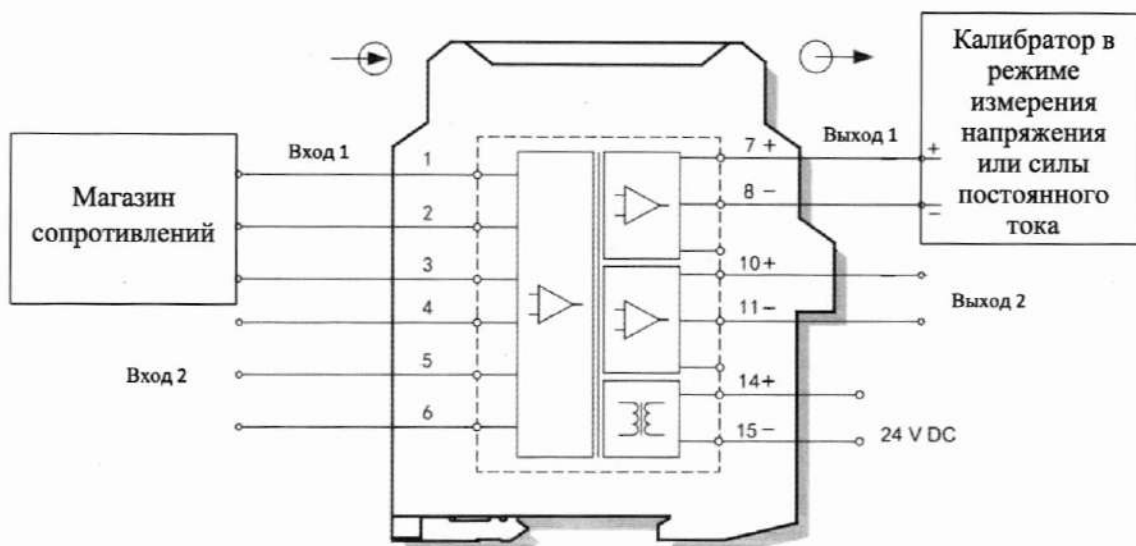 Калибратор в
режиме
измерения
напряжения
или силы
постоянного
тока
Магазин
сопротивлений
Вход 1
1
2
3
4
5
6
Вход 2
7 +
8 -
10+
11-
14+
15-
Выход 1
+
-
Выход 2
24 V DC